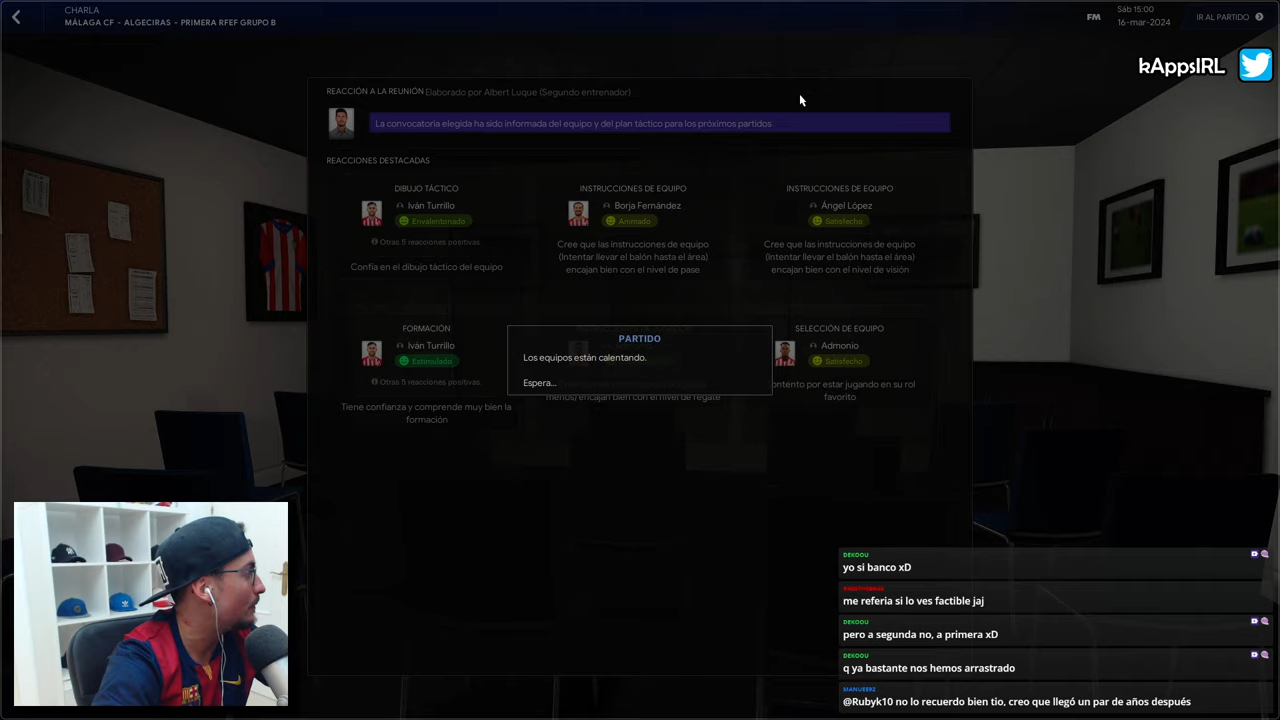 CHARLA
MÁLAGA CF - ALGECIRAS - PRIMERA RFEF GRUPO B
FM
Sáb 15:00
16-mar-2024
IR AL PARTIDO
kAppsIRL
REACCIÓN A LA REUNIÓN Elaborado por Albert Luque (Segundo entrenador)
La convocatoria elegida ha sido informada del equipo y del plan táctico para los próximos partidos
REACCIONES DESTACADAS
DIBUJO TÁCTICO
Iván Turrillo
Envalentonado
Otras 5 reacciones positivas
Confía en el dibujo táctico del equipo
INSTRUCCIONES DE EQUIPO
Borja Fernández
Animado
Cree que las instrucciones de equipo
(Intentar llevar el balón hasta el área)
encajan bien con el nivel de pase
INSTRUCCIONES DE EQUIPO
Ángel López
Satisfecho
Cree que las instrucciones de equipo
(Intentar llevar el balón hasta el área)
encajan bien con el nivel de visión
FORMACIÓN
Iván Turrillo
Estimulado
Otras 5 reacciones positivas
Tiene confianza y comprende muy bien la
formación
PARTIDO
Los equipos están calentando.
Espera...
menos) encajan bien con el nivel de regate
SELECCIÓN DE EQUIPO
Admonio
Satisfecho
ontento por estar jugando en su rol
favorito
DEKOOU
yo si banco xD
me referia si lo ves factible jaj
DEKOOU
pero a segunda no, a primera xD
DEKOOU
q ya bastante nos hemos arrastrado
MANUE892
@Rubyk10 no lo recuerdo bien tio, creo que llegó un par de años después